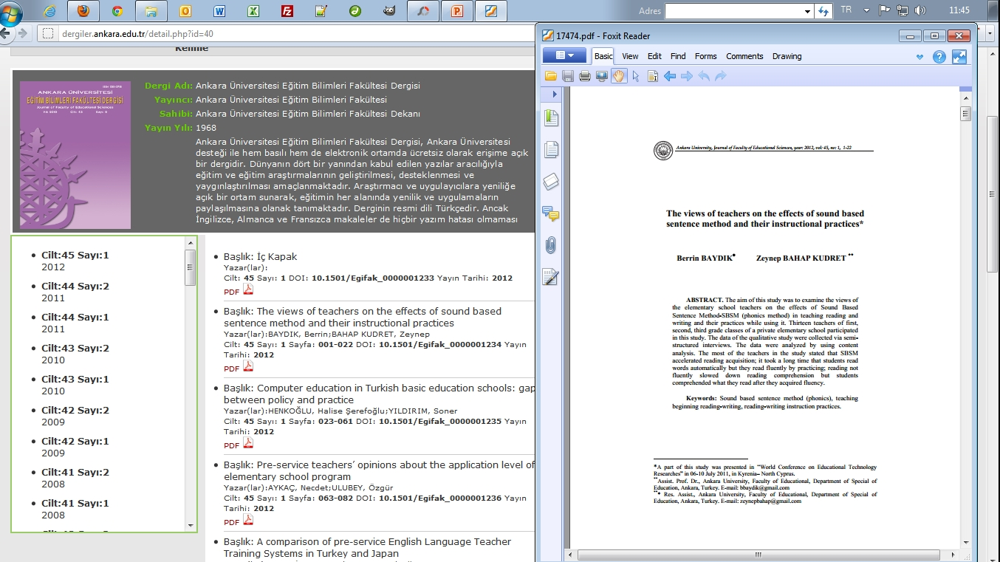 Adres
TR
11:45
dergiler.ankara.edu.tr/detail.php?id=40
Kelime
ANKARA ÜNİVERSİTESİ
EĞİTİM BİLİMLERİ FAKÜLTESİ DERGİSİ
Journal of Faculty of Educational Sciences
Dergi Adı: Ankara Üniversitesi Eğitim Bilimleri Fakültesi Dergisi
Yayıncı: Ankara Üniversitesi Eğitim Bilimleri Fakültesi
Sahibi: Ankara Üniversitesi Eğitim Bilimleri Fakültesi Dekanı
Yayın Yılı: 1968
Ankara Üniversitesi Eğitim Bilimleri Fakültesi Dergisi, Ankara Üniversitesi
desteği ile hem basılı hem de elektronik ortamda ücretsiz olarak erişime açık
bir dergidir. Dünyanın dört bir yanından kabul edilen yazılar aracılığıyla
eğitim ve eğitim araştırmalarının geliştirilmesi, desteklenmesi ve
yaygınlaştırılması amaçlanmaktadır. Araştırmacı ve uygulayıcılara yeniliğe
açık bir ortam sunarak, eğitimin her alanında yenilik ve uygulamaların
paylaşılmasına olanak tanımaktadır. Derginin resmi dili Türkçedir. Ancak
İngilizce, Almanca ve Fransızca makaleler de hiçbir yazım hatası olmaması
Cilt:45 Sayı:1
2012
Cilt:44 Sayı:2
2011
Cilt:44 Sayı:1
2011
Cilt:43 Sayı:2
2010
Cilt:43 Sayı:1
2010
Cilt:42 Sayı:2
2009
Cilt:42 Sayı:1
2009
Cilt:41 Sayı:2
2008
Cilt:41 Sayı:1
2008
Başlık: İç Kapak
Yazar(lar):
Cilt: 45 Sayı: 1 DOI: 10.1501/Egifak_0000001233 Yayın Tarihi: 2012
PDF
Başlık: The views of teachers on the effects of sound based
sentence method and their instructional practices
Yazar(lar):BAYDIK, Berrin;BAHAP KUDRET, Zeynep
Cilt: 45 Sayı: 1 Sayfa: 001-022 DOI: 10.1501/Egifak_0000001234 Yayın
Tarihi: 2012
PDF
Başlık: Computer education in Turkish basic education schools: gap
between policy and practice
Yazar(lar):HENKOĞLU, Halise Şerefoğlu;YILDIRIM, Soner
Cilt: 45 Sayı: 1 Sayfa: 023-061 DOI: 10.1501/Egifak_0000001235 Yayın
Tarihi: 2012
PDF
Başlık: Pre-service teachers′ opinions about the application level of
elementary school program
Yazar(lar):AYKAÇ, Necdet;ULUBEY, Özgür
Cilt: 45 Sayı: 1 Sayfa: 063-082 DOI: 10.1501/Egifak_0000001236 Yayın
Tarihi: 2012
PDF
Başlık: A comparison of pre-service English Language Teacher
Training Systems in Turkey and Japan
17474.pdf - Foxit Reader
Basic View Edit Find Forms Comments Drawing
Ankara University, Journal of Faculty of Educational Sciences, year: 2012, vol: 45, no: 1, 1-22
The views of teachers on the effects of sound based
sentence method and their instructional practices*
Berrin BAYDIK* Zeynep BAHAP KUDRET **
ABSTRACT. The aim of this study was to examine the views of
the elementary school teachers on the effects of Sound Based
Sentence Method-SBSM (phonics method) in teaching reading and
writing and their practices while using it. Thirteen teachers of first,
second, third grade classes of a private elementary school participated
in this study. The data of the qualitative study were collected via semi-
structured interviews. The data were analyzed by using content
analysis. The most of the teachers in the study stated that SBSM
accelerated reading acquisition; it took a long time that students read
words automatically but they read fluently by practicing; reading not
fluently slowed down reading comprehension but students
comprehended what they read after they acquired fluency.
Keywords: Sound based sentence method (phonics), teaching
beginning reading-writing, reading-writing instruction practices.
*A part of this study was presented in "World Conference on Educational Technology
Researches" in 06-10 July 2011, in Kyrenia– North Cyprus.
**Assist. Prof. Dr., Ankara University, Faculty of Educational, Department of Special of
Education, Ankara, Turkey. E-mail: bbaydik@gmail.com
*** Res. Assist., Ankara University, Faculty of Educational, Department of Special of
Education, Ankara, Turkey. E-mail: zeynepbahap@gmail.com